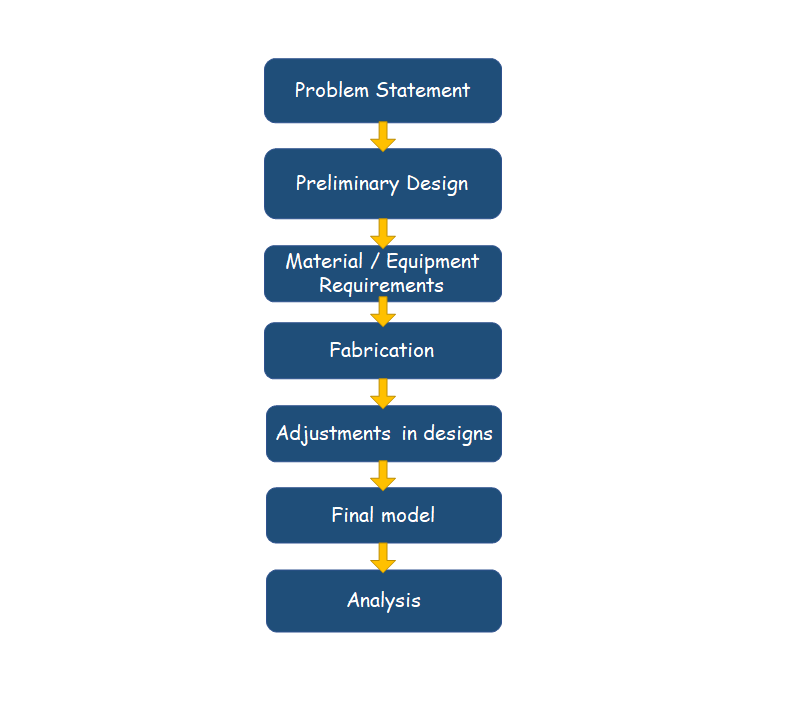 Problem Statement
Preliminary Design
Material / Equipment
Requirements
Fabrication
Adjustments in designs
Final model
Analysis